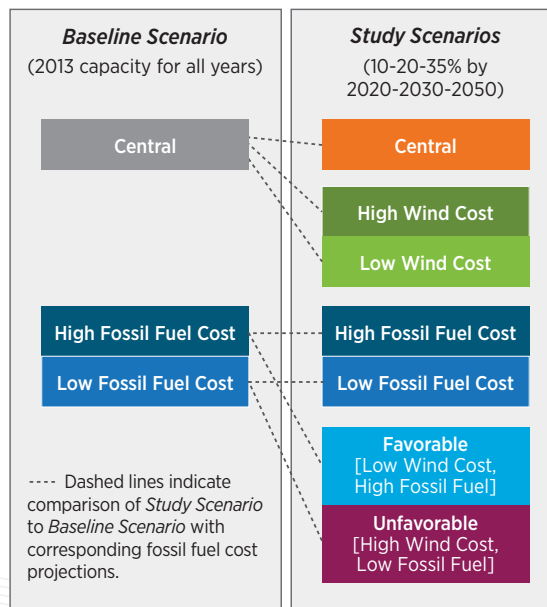 Baseline Scenario
(2013 capacity for all years)
Central
High Fossil Fuel Cost
Low Fossil Fuel Cost
---- Dashed lines indicate
comparison of Study Scenario
to Baseline Scenario with
corresponding fossil fuel cost
projections.
Study Scenarios
(10-20-35% by
2020-2030-2050)
Central
High Wind Cost
Low Wind Cost
High Fossil Fuel Cost
Low Fossil Fuel Cost
Favorable
[Low Wind Cost,
High Fossil Fuel]
Unfavorable
[High Wind Cost,
Low Fossil Fuel]